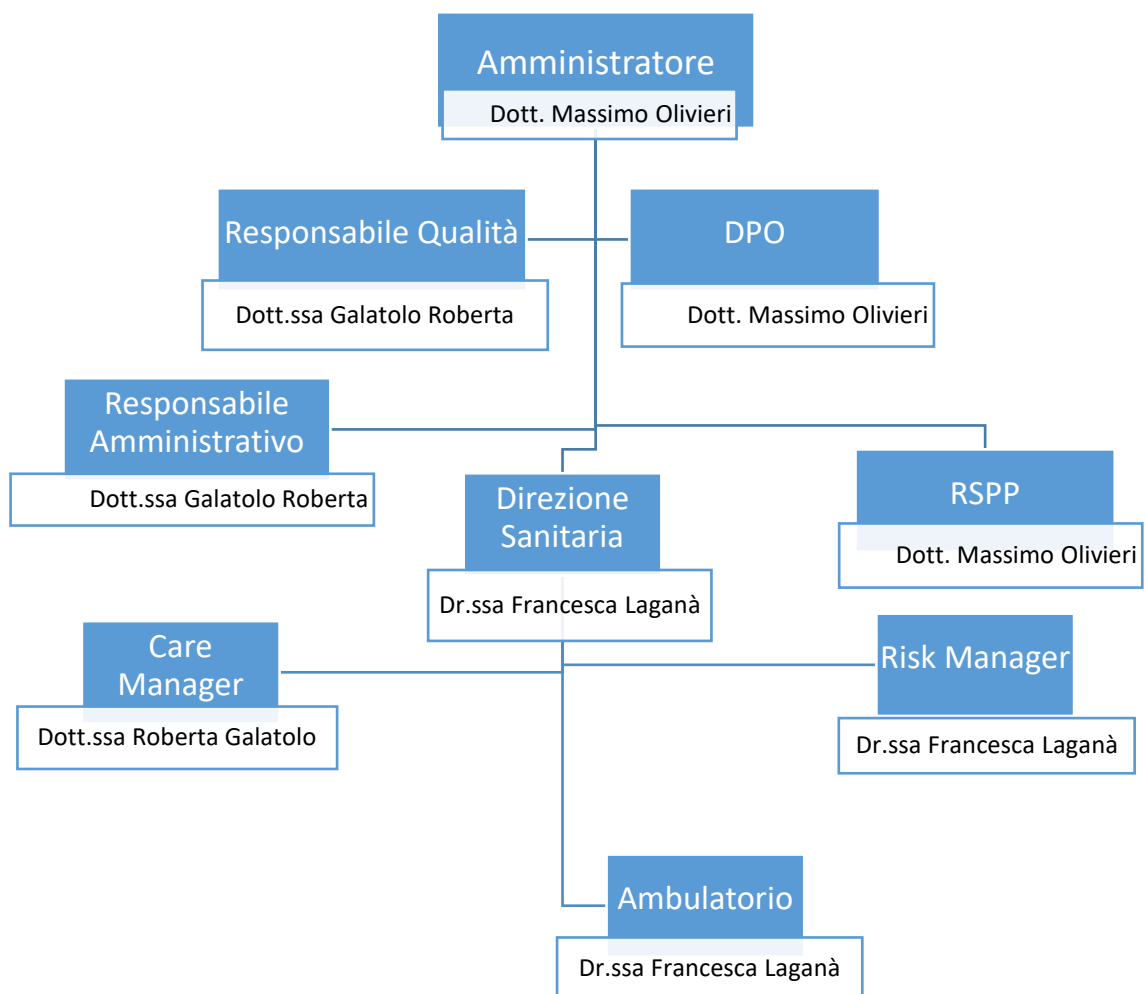 Amministratore
Dott. Massimo Olivieri
Responsabile Qualità
Dott.ssa Galatolo Roberta
DPO
Dott. Massimo Olivieri
Responsabile
Amministrativo
Dott.ssa Galatolo Roberta
Direzione
Sanitaria
Dr.ssa Francesca Laganà
RSPP
Dott. Massimo Olivieri
Care
Manager
Dott.ssa Roberta Galatolo
Risk Manager
Dr.ssa Francesca Laganà
Ambulatorio
Dr.ssa Francesca Laganà